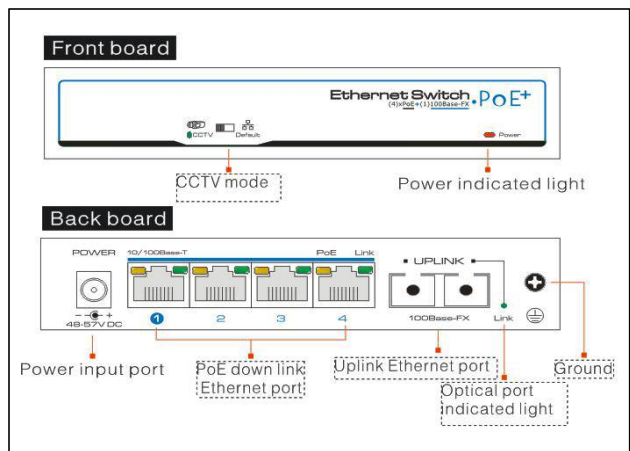 Front board
Ethernet Switch
(4)xPoE+(1)100Base-FX
PoE+
CCTV
Default
Power
CCTV mode
Power indicated light
Back board
POWER
10/100Base-T
PoE Link
UPLINK
1 2 3 4
100Base-FX
Link
- +
48-57V DC
Power input port
PoE down link
Ethernet port
Uplink Ethernet port
Optical port
indicated light
Ground